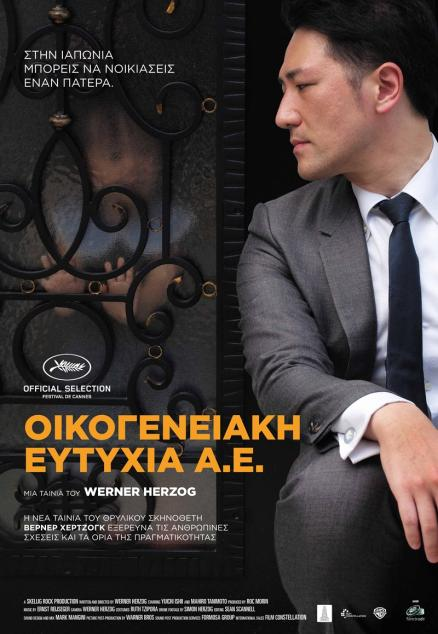 ΣΤΗΝ ΙΑΠΩΝΙΑ
ΜΠΟΡΕΙΣ ΝΑ ΝΟΙΚΙΑΣΕΙΣ
ΕΝΑΝ ΠΑΤΕΡΑ.
OFFICIAL SELECTION
FESTIVAL DE CANNES
ΟΙΚΟΓΕΝΕΙΑΚΗ
ΕΥΤΥΧΙΑ Α.Ε.
ΜΙΑ ΤΑΙΝΙΑ ΤΟΥ WERNER HERZOG
Η ΝΕΑ ΤΑΙΝΙΑ ΤΟΥ ΘΡΥΛΙΚΟΥ ΣΚΗΝΟΘΕΤΗ
ΒΕΡΝΕΡ ΧΕΡΤΖΟΓΚ ΕΞΕΡΕΥΝΑ ΤΙΣ ΑΝΘΡΩΠΙΝΕΣ
ΣΧΕΣΕΙΣ ΚΑΙ ΤΑ ΟΡΙΑ ΤΗΣ ΠΡΑΓΜΑΤΙΚΟΤΗΤΑΣ
A SKELLIG ROCK PRODUCTION WRITTEN AND DIRECTED BY WERNER HERZOG STARRING YUICHI ISHII AND MAHIRO TANIMOTO PRODUCED BY ROC MORIN
MUSIC BY ERNST REIJSEGER CAMERA WERNER HERZOG COSTUMES RUTH TZIPORA DRONE FOOTAGE BY SIMON HERZOG EDITING SEAN SCANNELL
SOUND DESIGN AND MIX MARK MANGINI PICTURE POST-PRODUCTION BY WARNER BROS SOUND POST-PRODUCTION SERVICES FORMOSA GROUP INTERNATIONAL SALES FILM CONSTELLATION
filmtrade